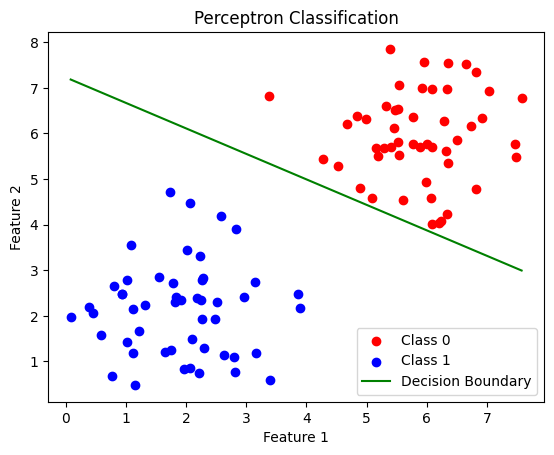 Perceptron Classification
8
7
6
5
4
3
2
1
Feature 2
Class 0
Class 1
Decision Boundary
0 1 2 3 4 5 6 7
Feature 1